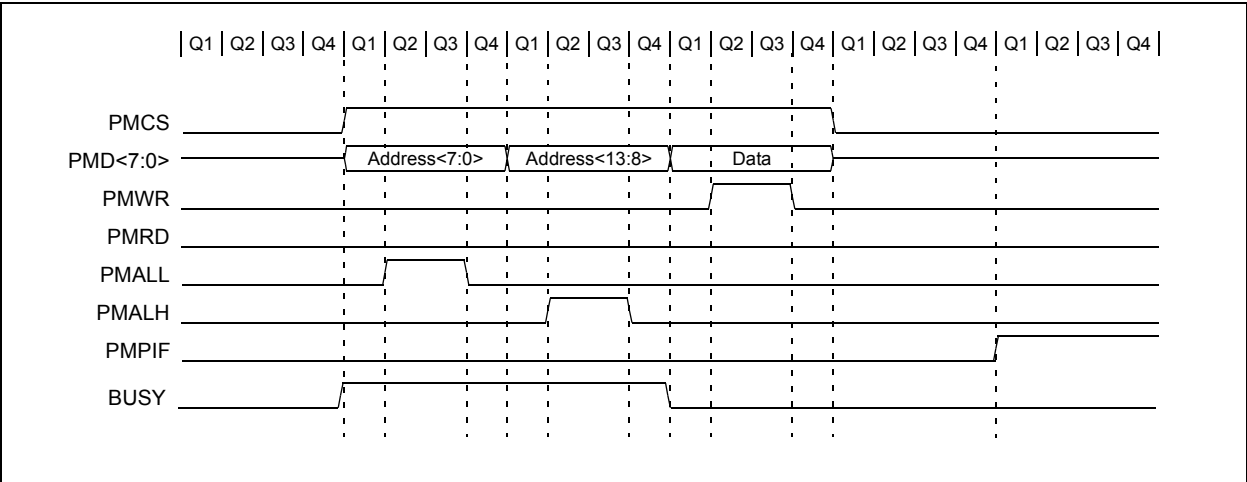 Q1 Q2 Q3 Q4 Q1 Q2 Q3 Q4 Q1 Q2 Q3 Q4 Q1 Q2 Q3 Q4 Q1 Q2 Q3 Q4 Q1 Q2 Q3 Q4
PMCS
PMD<7:0> Address<7:0> Address<13:8> Data
PMWR
PMRD
PMALL
PMALH
PMPIF
BUSY